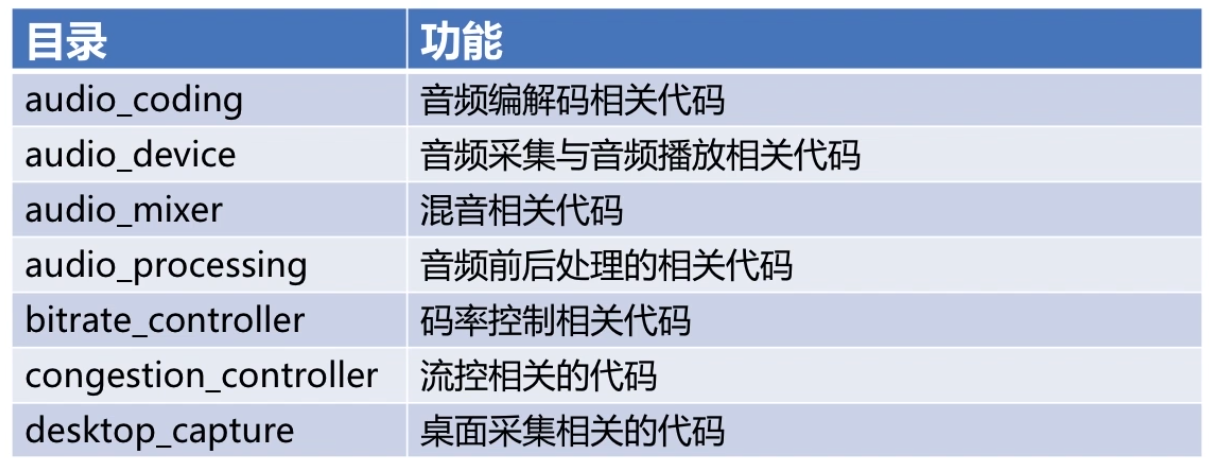 目录 功能
audio_coding 音频编解码相关代码
audio_device 音频采集与音频播放相关代码
audio_mixer 混音相关代码
audio_processing 音频前后处理的相关代码
bitrate_controller 码率控制相关代码
congestion_controller 流控相关的代码
desktop_capture 桌面采集相关的代码